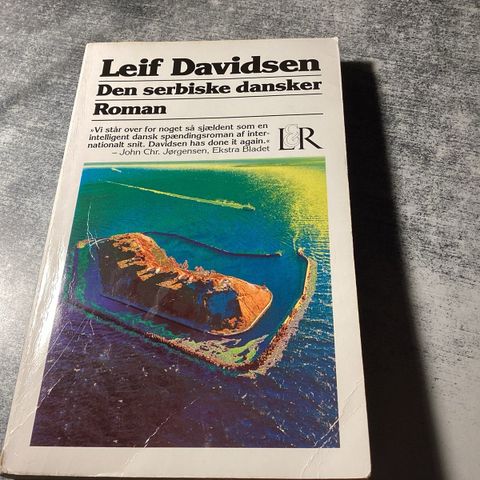 Leif Davidsen
Den serbiske dansker
Roman
»Vi står over for noget så sjældent som en
intelligent dansk spændingsroman af inter-
nationalt snit. Davidsen has done it again.«
– John Chr. Jørgensen, Ekstra Bladet
L&R